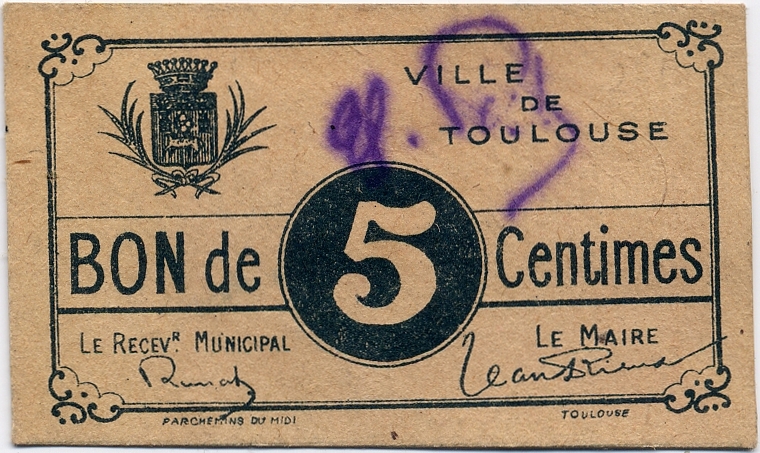 VILLE
DE
TOULOUSE
BON de 5 Centimes
LE RECEVR. MUNICIPAL
LE MAIRE
PARCHEMINS DU MIDI
TOULOUSE